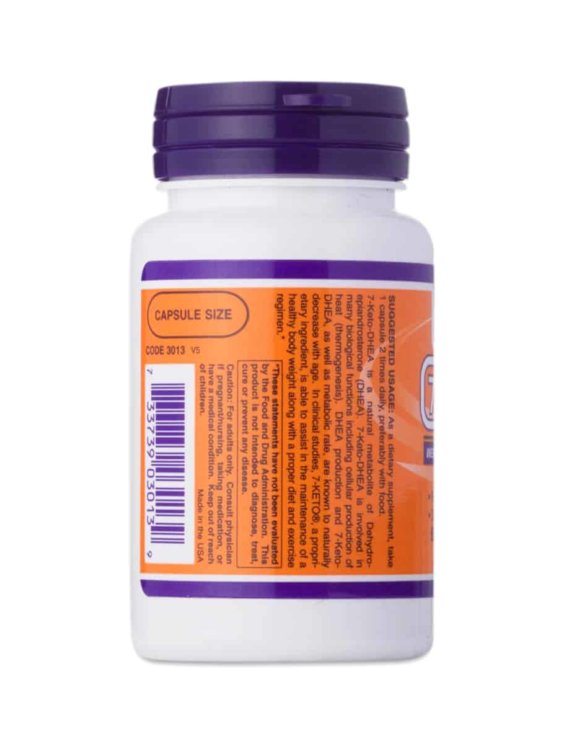 SUGGESTED USAGE: As a dietary supplement, take
1 capsule 2 times daily, preferably with food.
7-Keto-DHEA is a natural metabolite of Dehydro-
epiandrosterone (DHEA). 7-Keto-DHEA is involved in
many biological functions including cellular production of
heat (thermogenesis). DHEA production and 7-Keto-
DHEA, as well as metabolic rate, are known to naturally
decrease with age. In clinical studies, 7-KETO®, a propri-
etary ingredient, is able to assist in the maintenance of a
healthy body weight along with a proper diet and exercise
regimen.*
*These statements have not been evaluated
by the Food and Drug Administration. This
product is not intended to diagnose, treat,
cure or prevent any disease.
Caution: For adults only. Consult physician
if pregnant/nursing, taking medication, or
have a medical condition. Keep out of reach
of children.
Made in the USA
CAPSULE SIZE
CODE 3013 V5
7 33739 03013 9